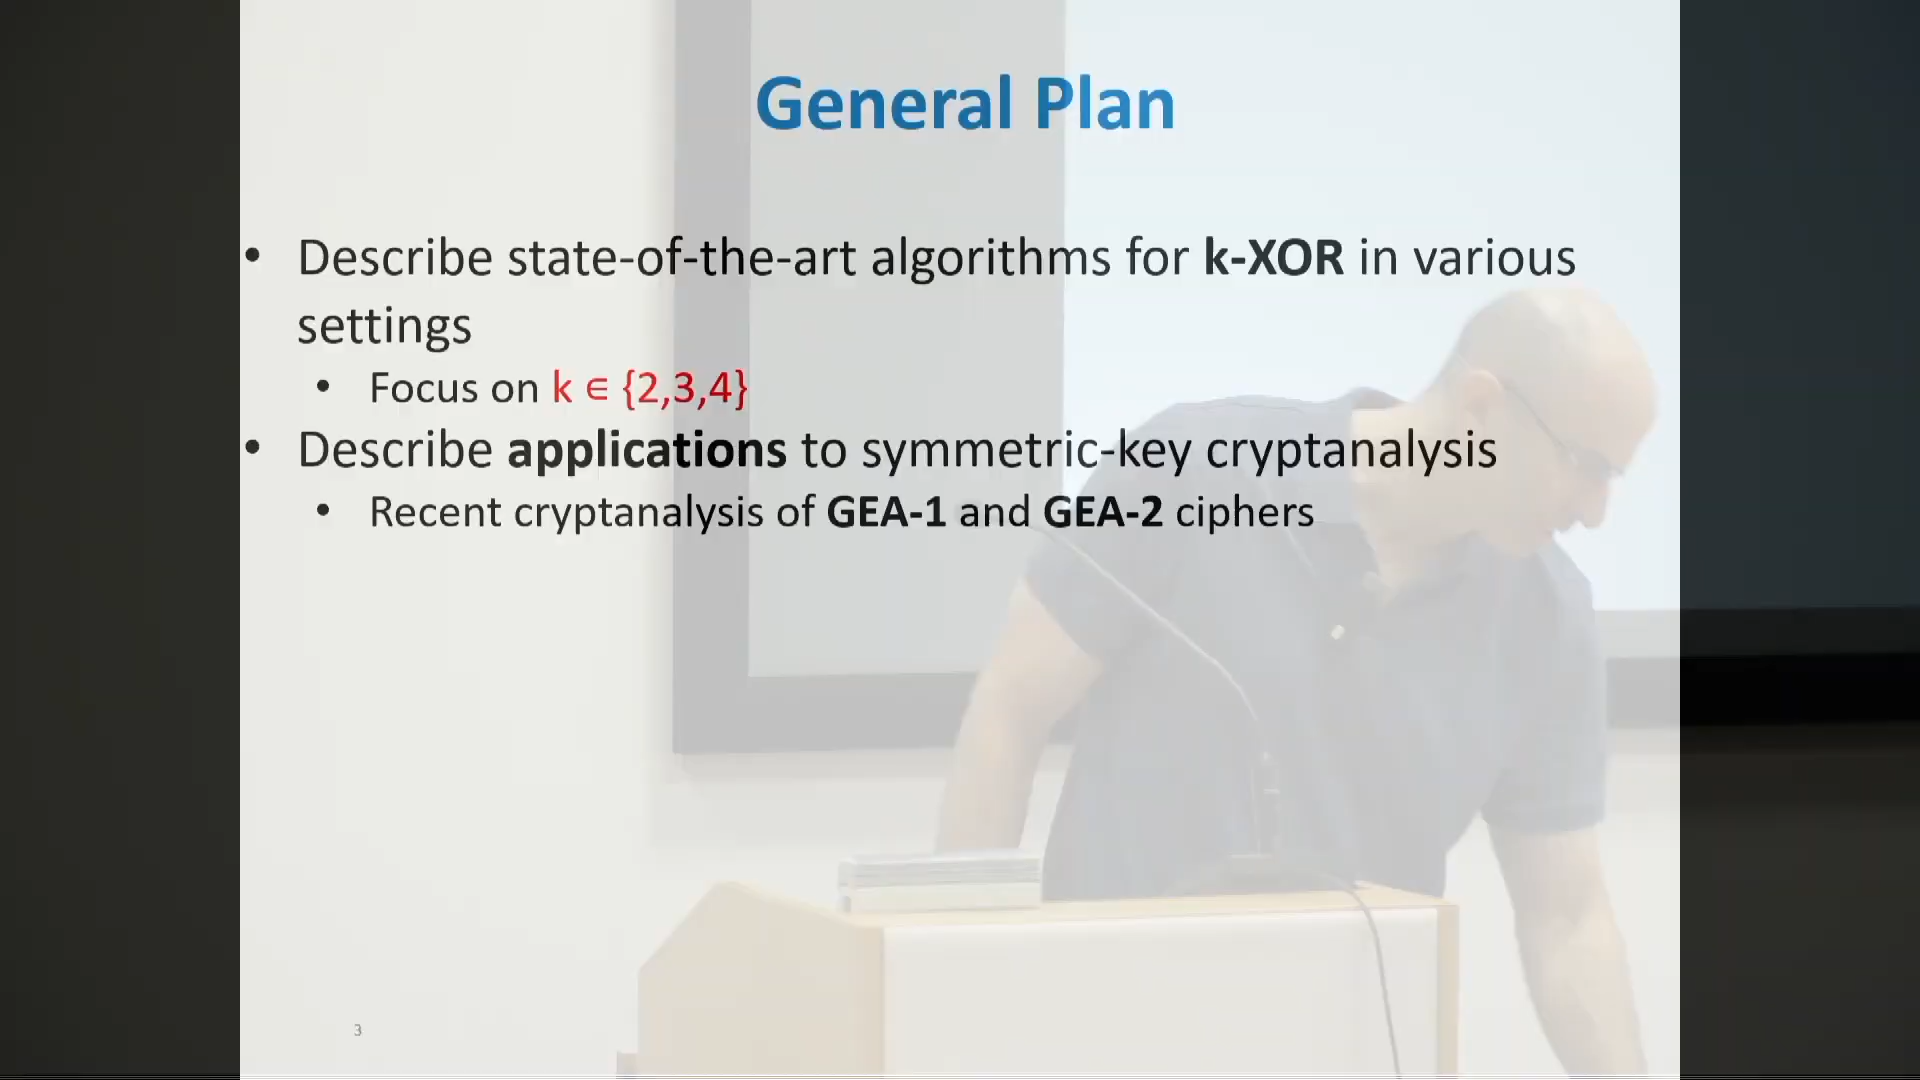 General Plan
• Describe state-of-the-art algorithms for k-XOR in various
settings
• Focus on k ∈ {2,3,4}
• Describe applications to symmetric-key cryptanalysis
• Recent cryptanalysis of GEA-1 and GEA-2 ciphers
3